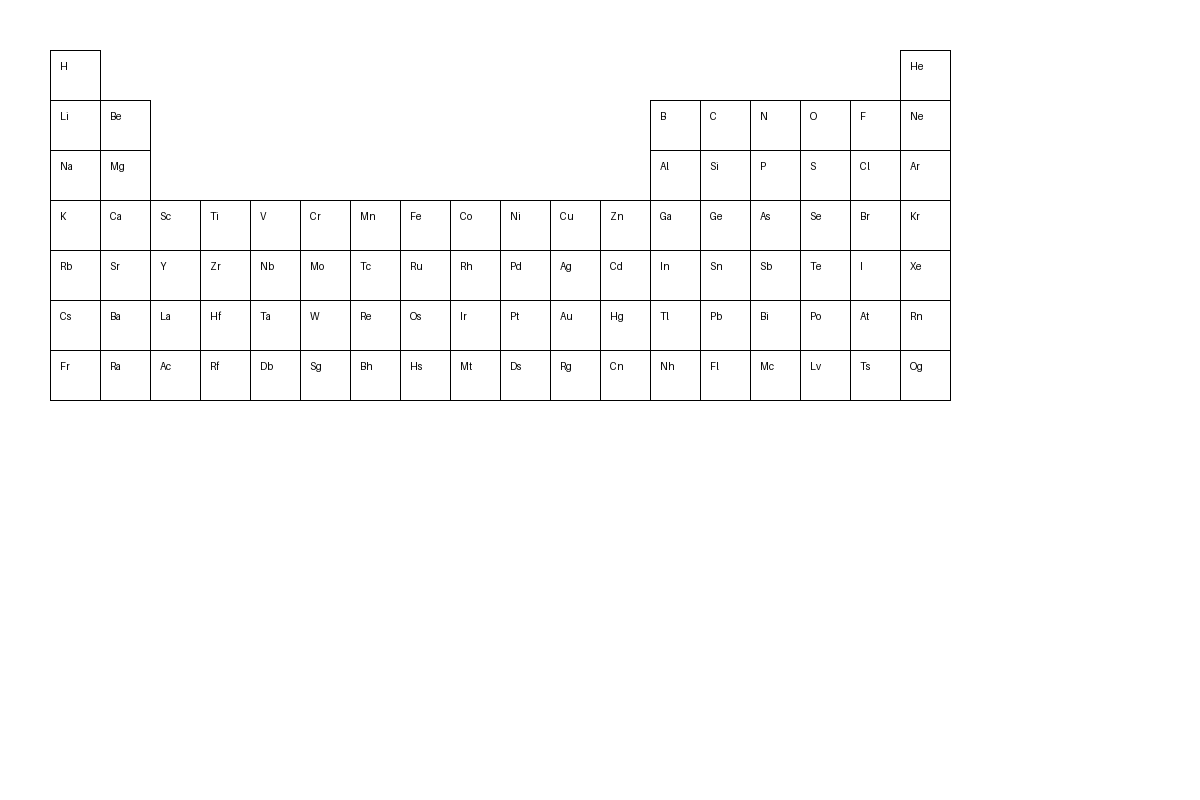 H He
Li Be B C N O F Ne
Na Mg Al Si P S Cl Ar
K Ca Sc Ti V Cr Mn Fe Co Ni Cu Zn Ga Ge As Se Br Kr
Rb Sr Y Zr Nb Mo Tc Ru Rh Pd Ag Cd In Sn Sb Te I Xe
Cs Ba La Hf Ta W Re Os Ir Pt Au Hg Tl Pb Bi Po At Rn
Fr Ra Ac Rf Db Sg Bh Hs Mt Ds Rg Cn Nh Fl Mc Lv Ts Og